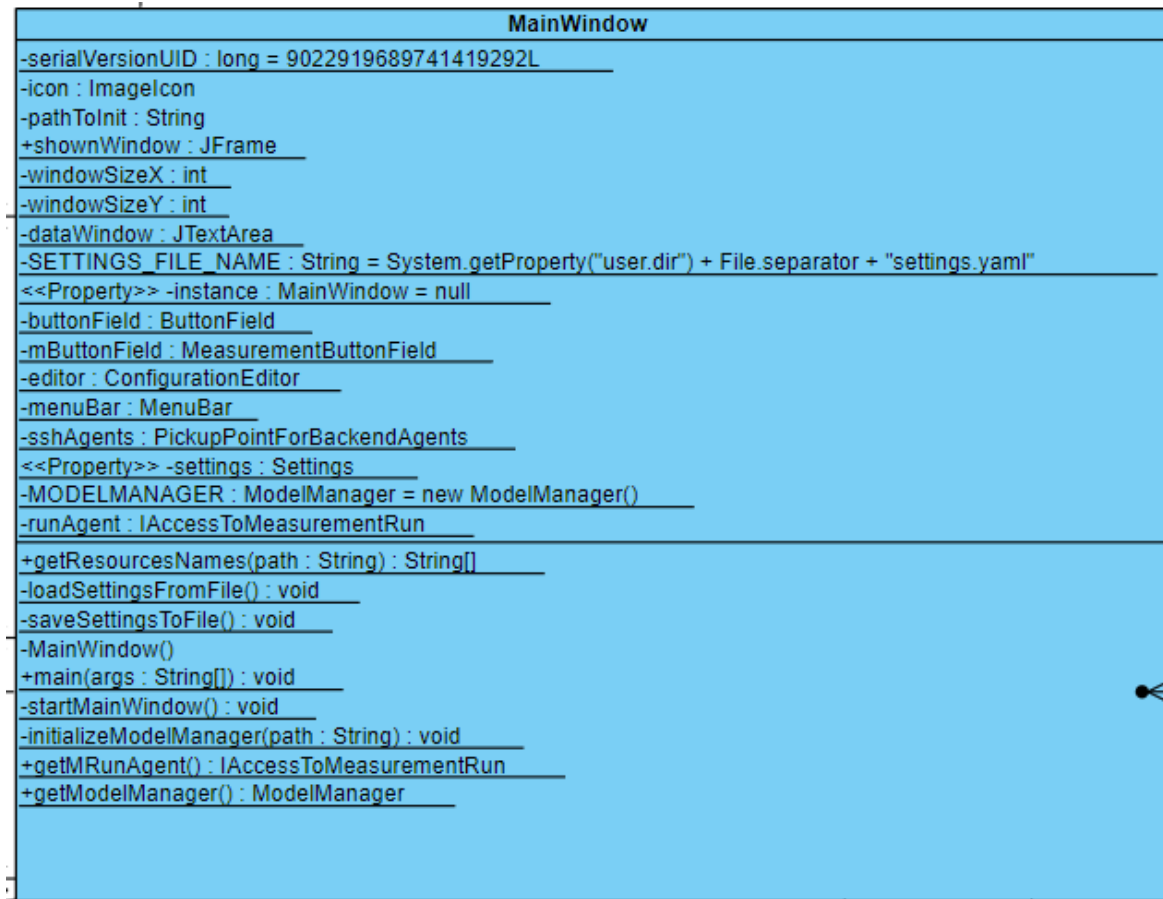 MainWindow
-serialVersionUID : long = 9022919689741419292L
-icon : ImageIcon
-pathToInit : String
+shownWindow : JFrame
-windowSizeX : int
-windowSizeY : int
-dataWindow : JTextArea
-SETTINGS_FILE_NAME : String = System.getProperty("user.dir") + File.separator + "settings.yaml"
<<Property>> -instance : MainWindow = null
-buttonField : ButtonField
-mButtonField : MeasurementButtonField
-editor : ConfigurationEditor
-menuBar : MenuBar
-sshAgents : PickupPointForBackendAgents
<<Property>> -settings : Settings
-MODELMANAGER : ModelManager = new ModelManager()
-runAgent : IAccessToMeasurementRun
+getResourcesNames(path : String) : String[]
-loadSettingsFromFile() : void
-saveSettingsToFile() : void
-MainWindow()
+main(args : String[]) : void
-startMainWindow() : void
-initializeModelManager(path : String) : void
+getMRunAgent() : IAccessToMeasurementRun
+getModelManager() : ModelManager